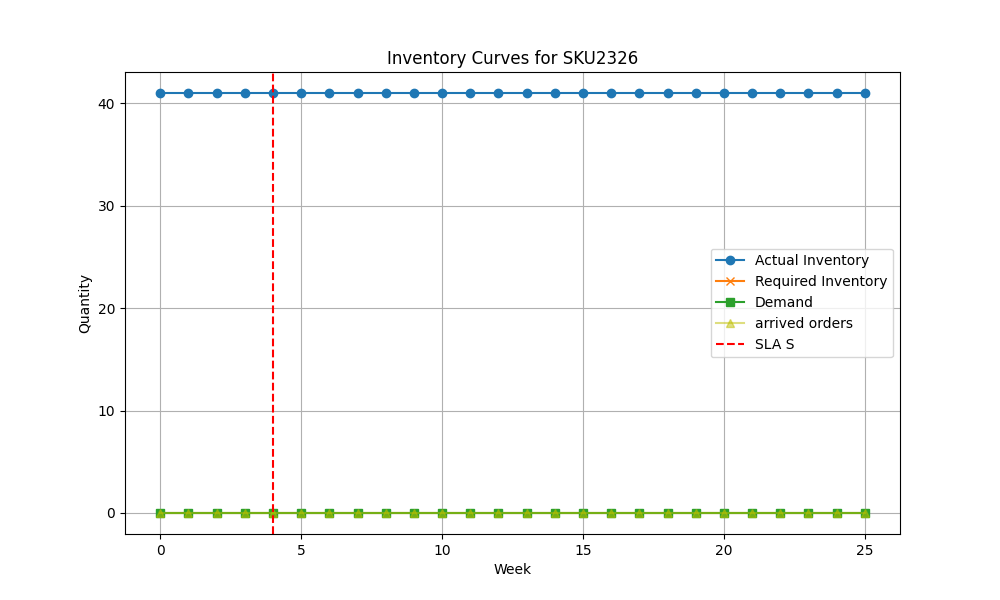 Inventory Curves for SKU2326
Quantity
40
30
20
10
0
Actual Inventory
Required Inventory
Demand
arrived orders
SLA S
0 5 10 15 20 25
Week